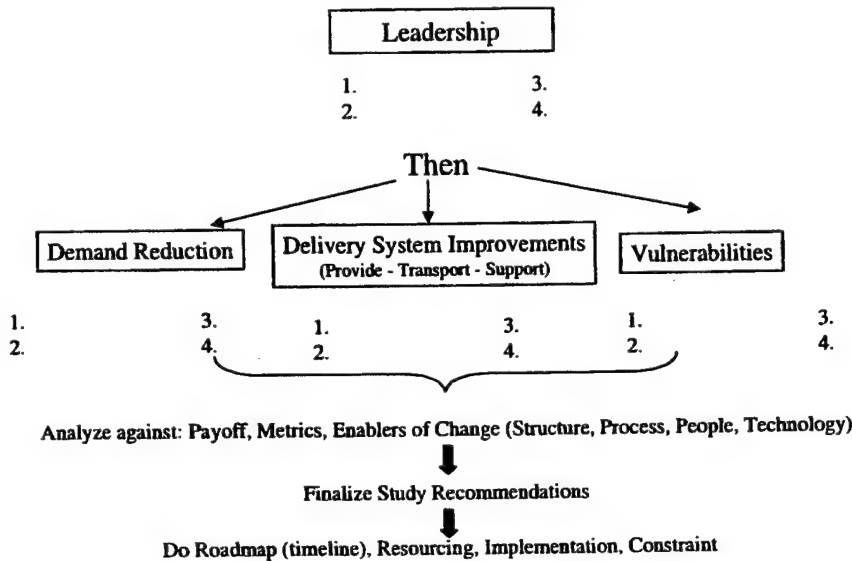 Leadership
1. 3.
2. 4.
Then
Demand Reduction
Delivery System Improvements
(Provide - Transport - Support)
Vulnerabilities
1. 3. 1. 3. 1. 3.
2. 4. 2. 4. 2. 4.
Analyze against: Payoff, Metrics, Enablers of Change (Structure, Process, People, Technology)
Finalize Study Recommendations
Do Roadmap (timeline), Resourcing, Implementation, Constraint